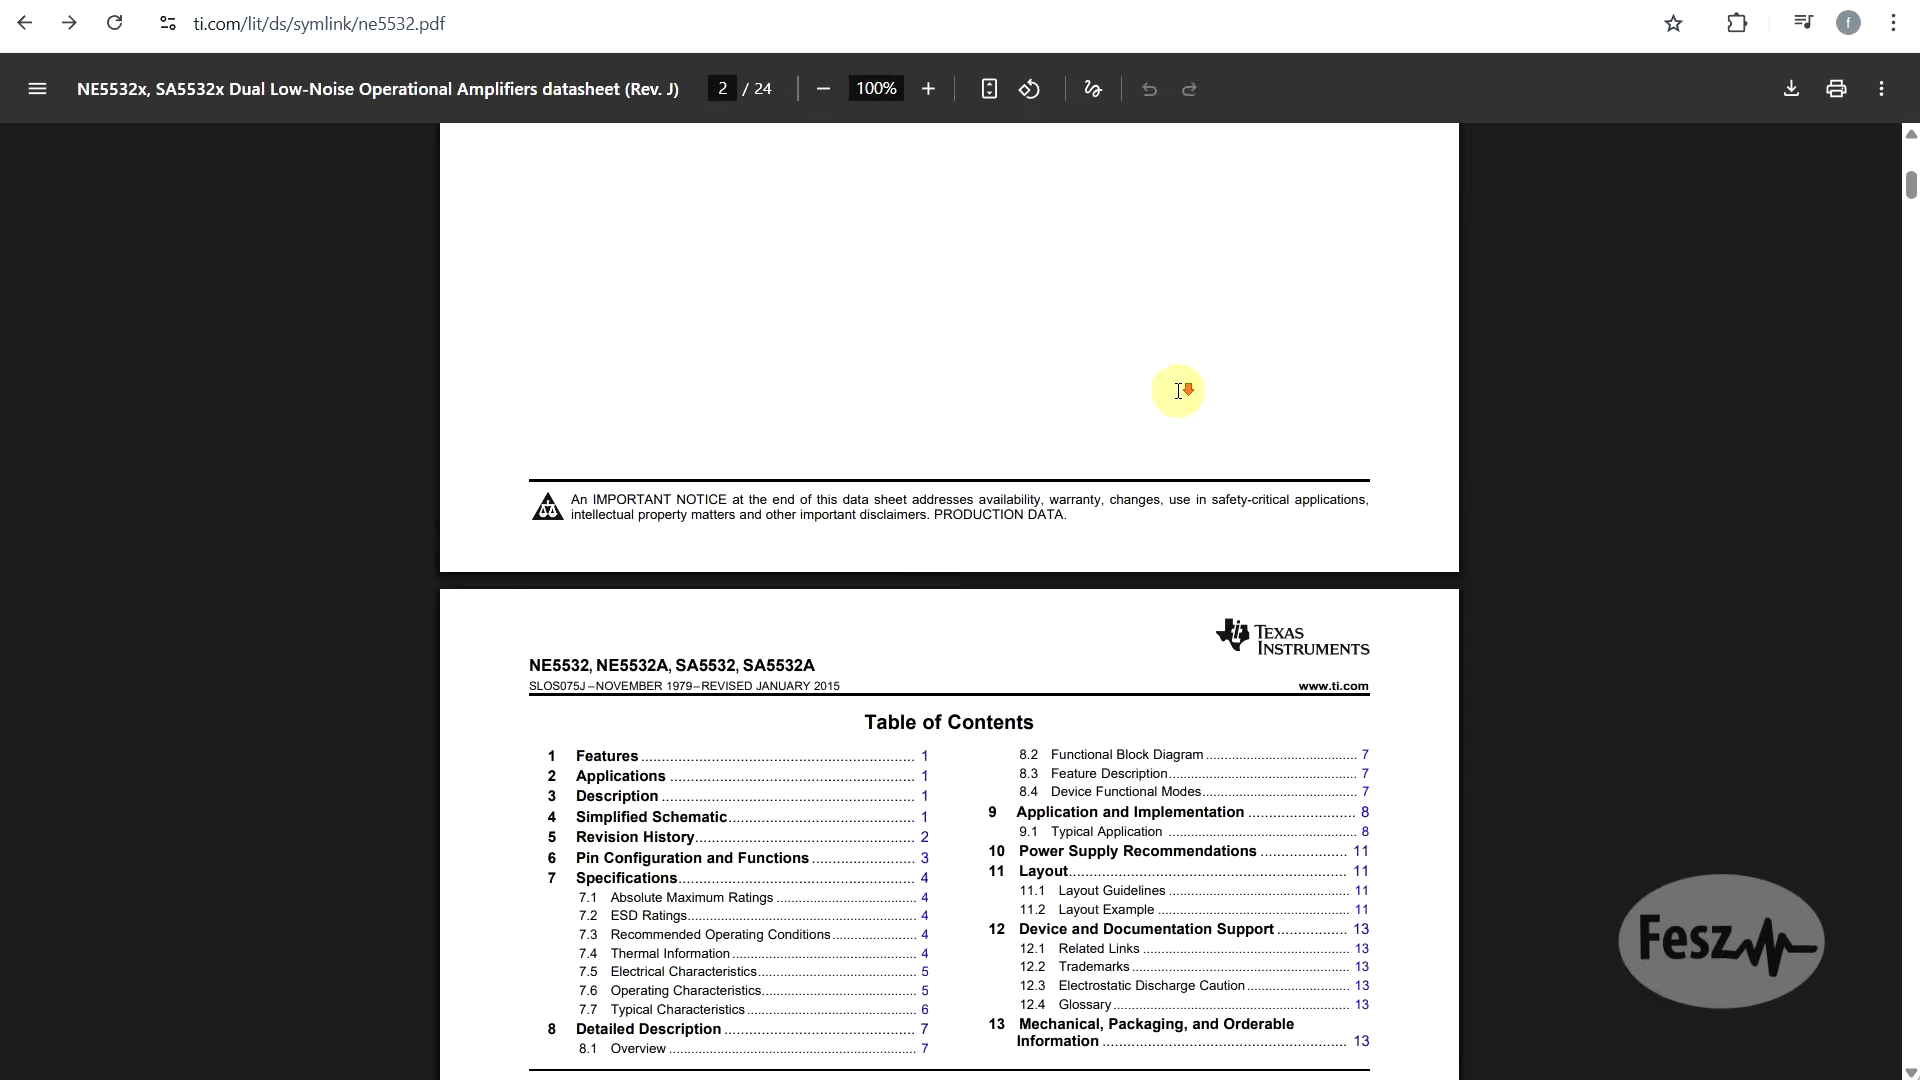 ti.com/lit/ds/symlink/ne5532.pdf
f
NE5532x, SA5532x Dual Low-Noise Operational Amplifiers datasheet (Rev. J)
2 / 24
100%
An IMPORTANT NOTICE at the end of this data sheet addresses availability, warranty, changes, use in safety-critical applications,
intellectual property matters and other important disclaimers. PRODUCTION DATA.
TEXAS
INSTRUMENTS
NE5532, NE5532A, SA5532, SA5532A
SLOS075J –NOVEMBER 1979–REVISED JANUARY 2015
www.ti.com
Table of Contents
1 Features ................................................................ 1
2 Applications .......................................................... 1
3 Description ............................................................ 1
4 Simplified Schematic............................................. 1
5 Revision History..................................................... 2
6 Pin Configuration and Functions ......................... 3
7 Specifications......................................................... 4
7.1 Absolute Maximum Ratings ..................................... 4
7.2 ESD Ratings............................................................ 4
7.3 Recommended Operating Conditions...................... 4
7.4 Thermal Information ................................................. 4
7.5 Electrical Characteristics.......................................... 5
7.6 Operating Characteristics......................................... 5
7.7 Typical Characteristics ............................................. 6
8 Detailed Description .............................................. 7
8.1 Overview .................................................................. 7
8.2 Functional Block Diagram ........................................ 7
8.3 Feature Description.................................................. 7
8.4 Device Functional Modes......................................... 7
9 Application and Implementation .......................... 8
9.1 Typical Application .................................................. 8
10 Power Supply Recommendations ..................... 11
11 Layout................................................................... 11
11.1 Layout Guidelines ................................................. 11
11.2 Layout Example .................................................... 11
12 Device and Documentation Support ................. 13
12.1 Related Links ........................................................ 13
12.2 Trademarks ........................................................... 13
12.3 Electrostatic Discharge Caution............................ 13
12.4 Glossary ................................................................ 13
13 Mechanical, Packaging, and Orderable
Information ........................................................... 13
Fesz